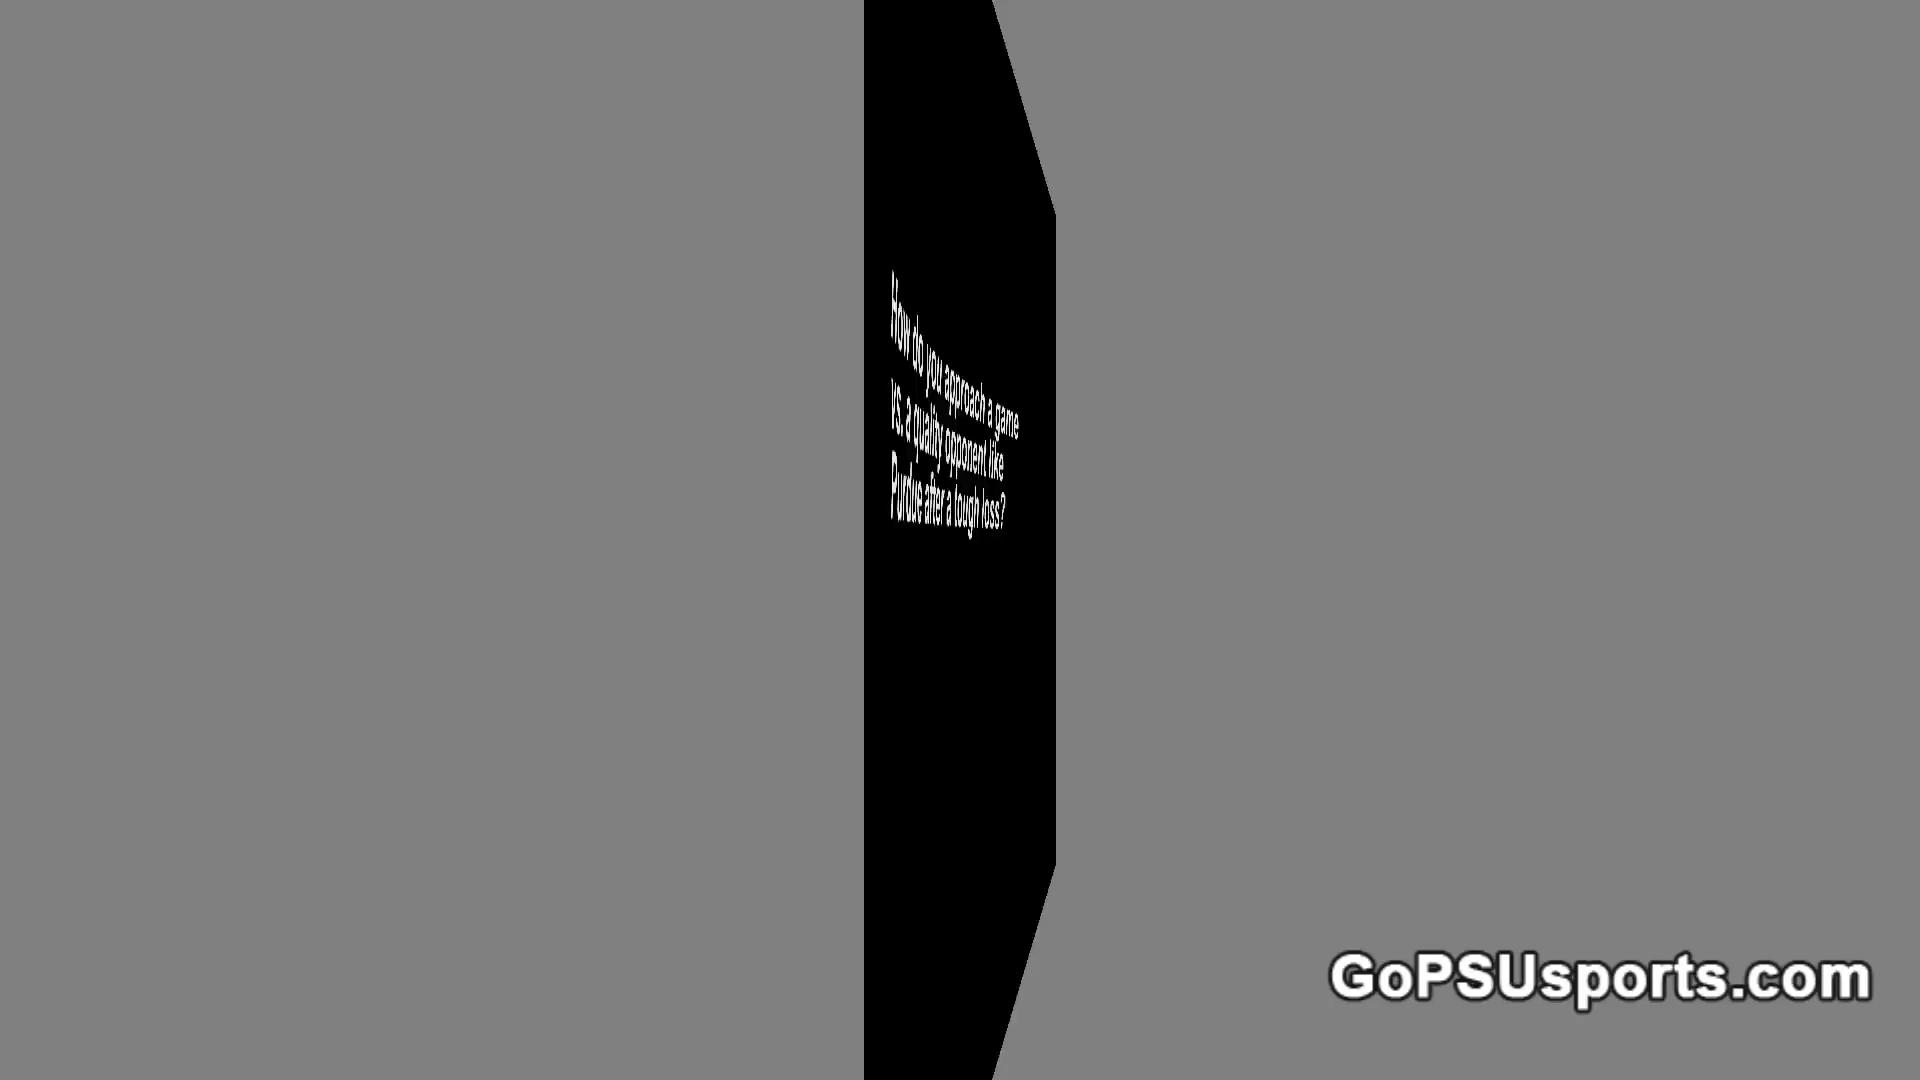 How do you approach a game
vs. a quality opponent like
Purdue after a tough loss?
GoPSUsports.com